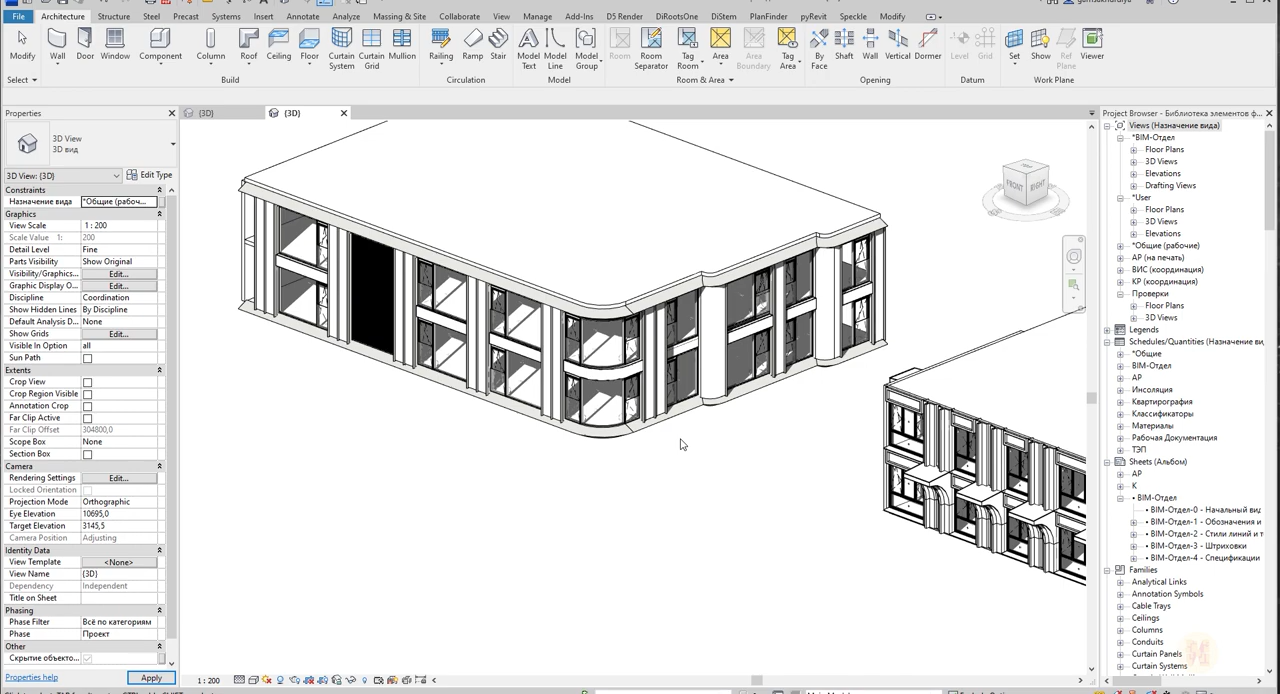 garnsakhuraiya
File Architecture Structure Steel Precast Systems Insert Annotate Analyze Massing & Site Collaborate View Manage Add-Ins D5 Render DiRootsOne DiStem PlanFinder pyRevit Speckle Modify
Modify Wall Door Window Component Column Roof Ceiling Floor Curtain System Curtain Grid Mullion Railing Ramp Stair Model Text Model Line Model Group Room Room Separator Tag Room Area Area Boundary Tag Area By Face Shaft Wall Vertical Dormer Level Grid Set Show Ref Plane Viewer
Select Build Circulation Model Room & Area Opening Datum Work Plane
Properties
3D View
3D вид
3D View: {3D} Edit Type
Constraints
Назначение вида *Общие (рабоч...
Graphics
View Scale 1 : 200
Scale Value 1: 200
Detail Level Fine
Parts Visibility Show Original
Visibility/Graphics... Edit...
Graphic Display O... Edit...
Discipline Coordination
Show Hidden Lines By Discipline
Default Analysis D... None
Show Grids Edit...
Visible In Option all
Sun Path
Extents
Crop View
Crop Region Visible
Annotation Crop
Far Clip Active
Far Clip Offset 304800,0
Scope Box None
Section Box
Camera
Rendering Settings Edit...
Locked Orientation
Projection Mode Orthographic
Eye Elevation 10695,0
Target Elevation 3145,5
Camera Position Adjusting
Identity Data
View Template <None>
View Name {3D}
Dependency Independent
Title on Sheet
Phasing
Phase Filter Всё по категориям
Phase Проект
Other
Скрытие объекто...
Properties help Apply
{3D} {3D}
TOP
FRONT RIGHT
1 : 200
Project Browser - Библиотека элементов ф...
Views (Назначение вида)
*BIM-Отдел
Floor Plans
3D Views
Elevations
Drafting Views
*User
Floor Plans
3D Views
Elevations
*Общие (рабочие)
АР (на печать)
ВИС (координация)
КР (координация)
Проверки
Floor Plans
3D Views
Legends
Schedules/Quantities (Назначение ви
*Общие
BIM-Отдел
АР
Инсоляция
Квартирография
Классификаторы
Материалы
Рабочая Документация
ТЭП
Sheets (Альбом)
АР
К
BIM-Отдел
BIM-Отдел-0 - Начальный вид
BIM-Отдел-1 - Обозначения и
BIM-Отдел-2 - Стили линий и т
BIM-Отдел-3 - Штриховки
BIM-Отдел-4 - Спецификации
Families
Analytical Links
Annotation Symbols
Cable Trays
Ceilings
Columns
Conduits
Curtain Panels
Curtain Systems